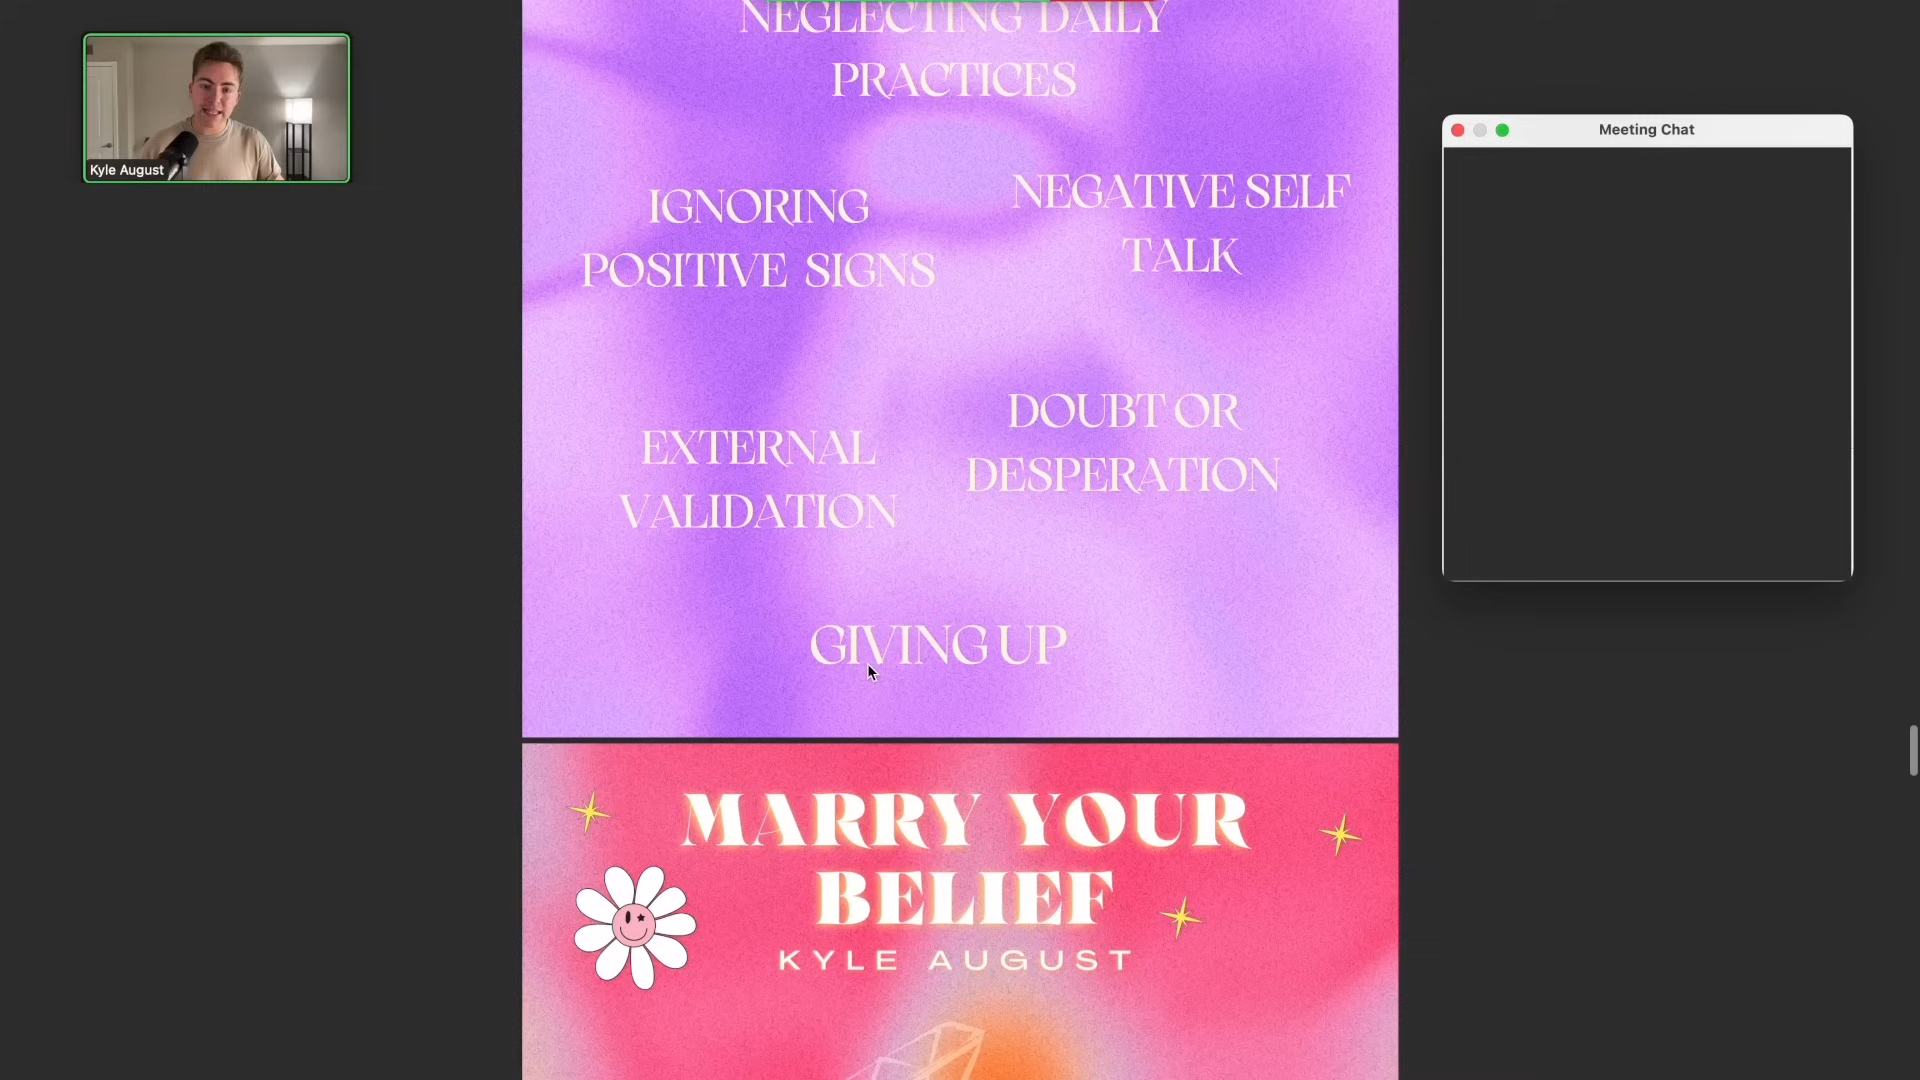 NEGLECTING DAILY
PRACTICES
IGNORING
POSITIVE SIGNS
NEGATIVE SELF
TALK
EXTERNAL
VALIDATION
DOUBT OR
DESPERATION
GIVING UP
MARRY YOUR
BELIEF
KYLE AUGUST
Kyle August
Meeting Chat